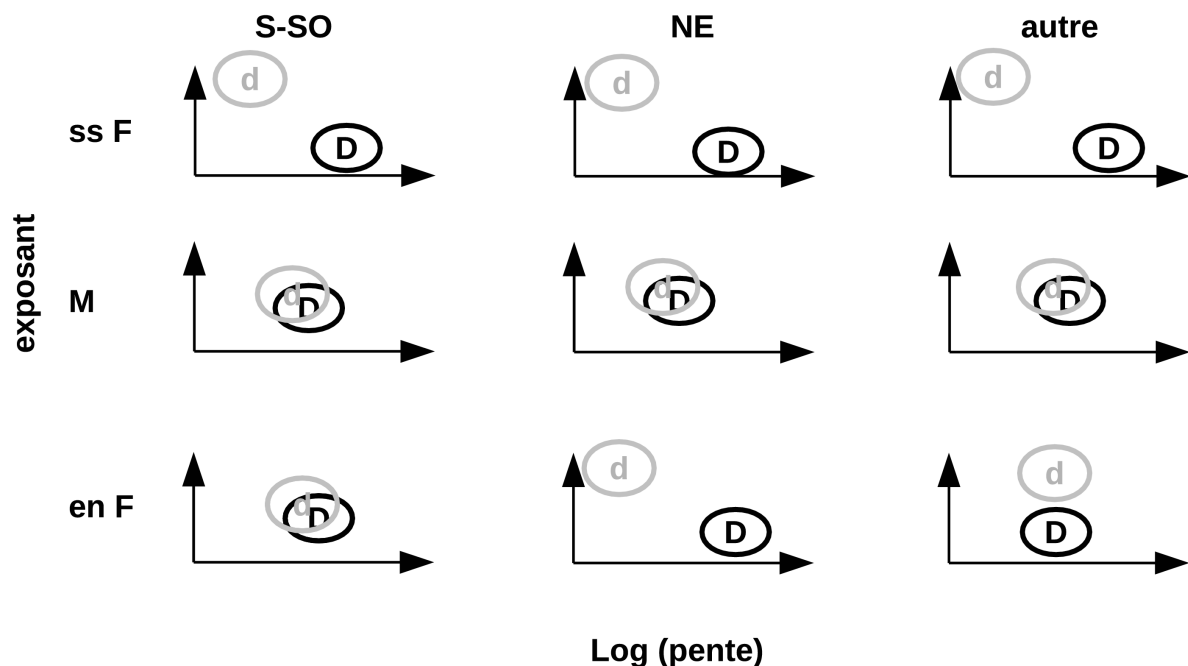 S-SO NE autre
d d d
ss F D D D
exposant
M d D d D d D
d d
en F d D D D
Log (pente)